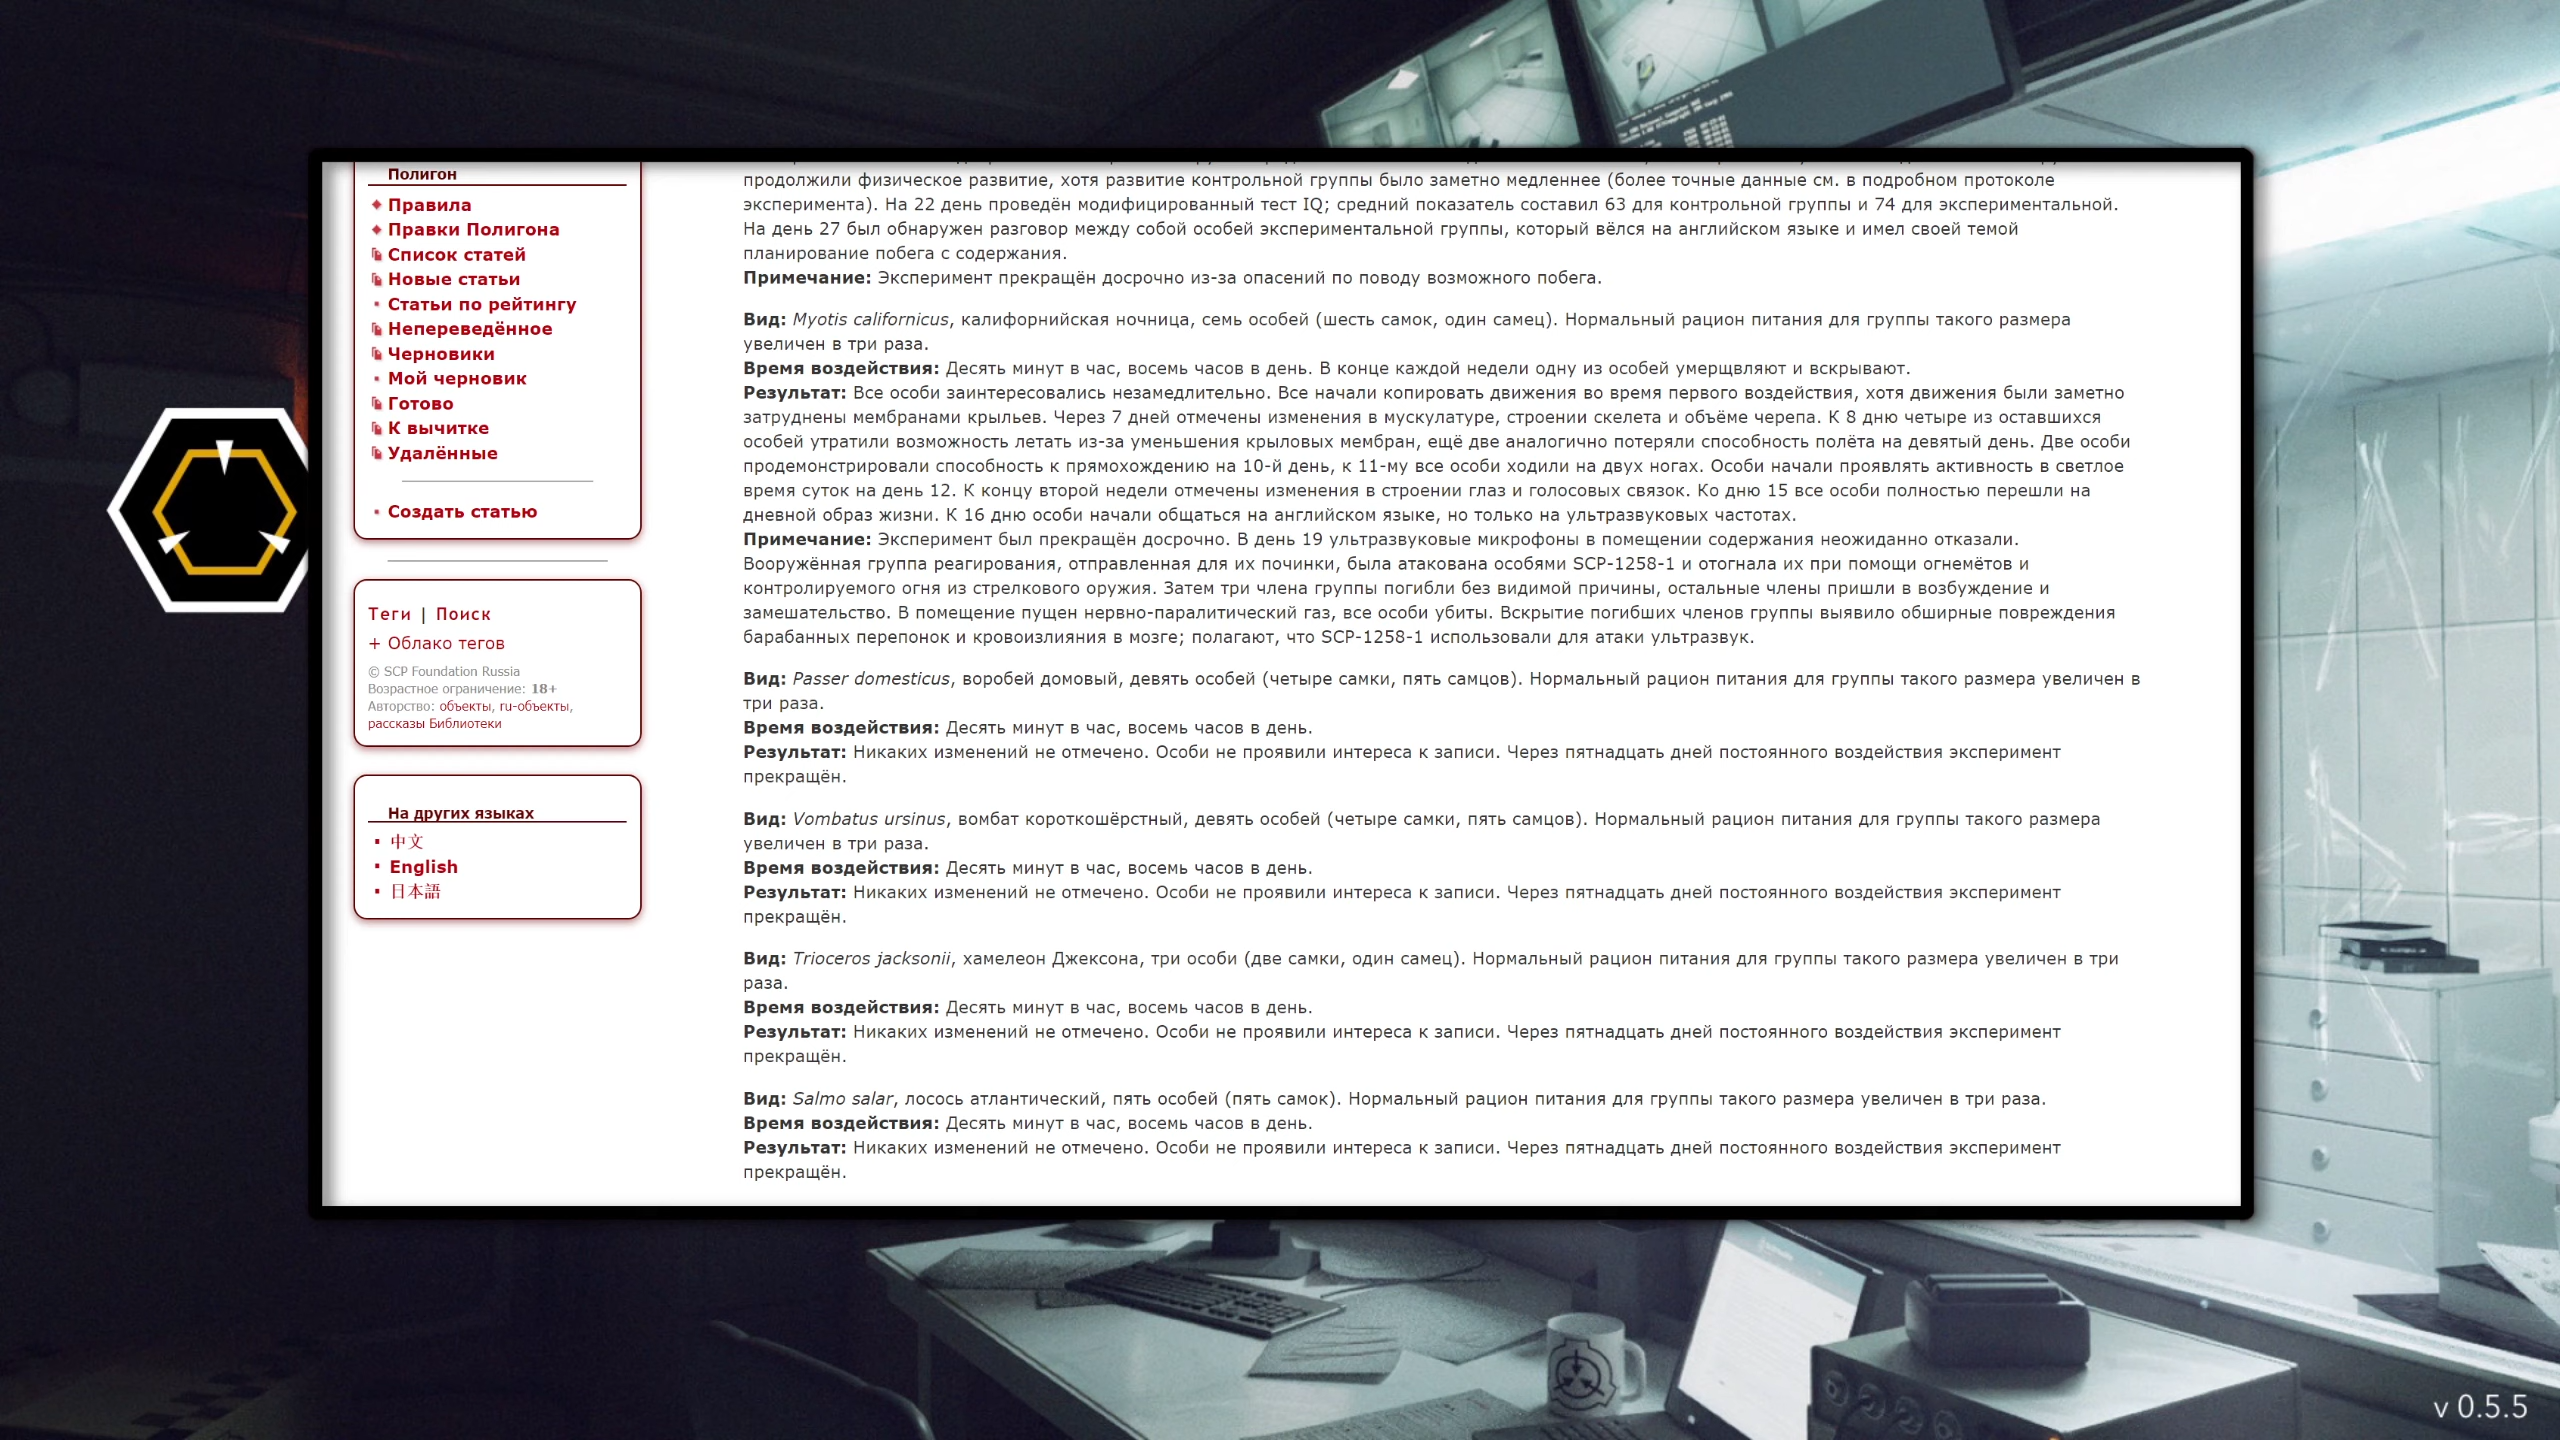 Полигон
Правила
Правки Полигона
Список статей
Новые статьи
Статьи по рейтингу
Непереведённое
Черновики
Мой черновик
Готово
К вычитке
Удалённые
Создать статью
Теги | Поиск
+ Облако тегов
© SCP Foundation Russia
Возрастное ограничение: 18+
Авторство: объекты, ru-объекты,
рассказы Библиотеки
На других языках
中文
English
日本語
продолжили физическое развитие, хотя развитие контрольной группы было заметно медленнее (более точные данные см. в подробном протоколе
эксперимента). На 22 день проведён модифицированный тест IQ; средний показатель составил 63 для контрольной группы и 74 для экспериментальной.
На день 27 был обнаружен разговор между собой особей экспериментальной группы, который вёлся на английском языке и имел своей темой
планирование побега с содержания.
Примечание: Эксперимент прекращён досрочно из-за опасений по поводу возможного побега.
Вид: Myotis californicus, калифорнийская ночница, семь особей (шесть самок, один самец). Нормальный рацион питания для группы такого размера
увеличен в три раза.
Время воздействия: Десять минут в час, восемь часов в день. В конце каждой недели одну из особей умерщвляют и вскрывают.
Результат: Все особи заинтересовались незамедлительно. Все начали копировать движения во время первого воздействия, хотя движения были заметно
затруднены мембранами крыльев. Через 7 дней отмечены изменения в мускулатуре, строении скелета и объёме черепа. К 8 дню четыре из оставшихся
особей утратили возможность летать из-за уменьшения крыловых мембран, ещё две аналогично потеряли способность полёта на девятый день. Две особи
продемонстрировали способность к прямохождению на 10-й день, к 11-му все особи ходили на двух ногах. Особи начали проявлять активность в светлое
время суток на день 12. К концу второй недели отмечены изменения в строении глаз и голосовых связок. Ко дню 15 все особи полностью перешли на
дневной образ жизни. К 16 дню особи начали общаться на английском языке, но только на ультразвуковых частотах.
Примечание: Эксперимент был прекращён досрочно. В день 19 ультразвуковые микрофоны в помещении содержания неожиданно отказали.
Вооружённая группа реагирования, отправленная для их починки, была атакована особями SCP-1258-1 и отогнала их при помощи огнемётов и
контролируемого огня из стрелкового оружия. Затем три члена группы погибли без видимой причины, остальные члены пришли в возбуждение и
замешательство. В помещение пущен нервно-паралитический газ, все особи убиты. Вскрытие погибших членов группы выявило обширные повреждения
барабанных перепонок и кровоизлияния в мозге; полагают, что SCP-1258-1 использовали для атаки ультразвук.
Вид: Passer domesticus, воробей домовый, девять особей (четыре самки, пять самцов). Нормальный рацион питания для группы такого размера увеличен в
три раза.
Время воздействия: Десять минут в час, восемь часов в день.
Результат: Никаких изменений не отмечено. Особи не проявили интереса к записи. Через пятнадцать дней постоянного воздействия эксперимент
прекращён.
Вид: Vombatus ursinus, вомбат короткошёрстный, девять особей (четыре самки, пять самцов). Нормальный рацион питания для группы такого размера
увеличен в три раза.
Время воздействия: Десять минут в час, восемь часов в день.
Результат: Никаких изменений не отмечено. Особи не проявили интереса к записи. Через пятнадцать дней постоянного воздействия эксперимент
прекращён.
Вид: Trioceros jacksonii, хамелеон Джексона, три особи (две самки, один самец). Нормальный рацион питания для группы такого размера увеличен в три
раза.
Время воздействия: Десять минут в час, восемь часов в день.
Результат: Никаких изменений не отмечено. Особи не проявили интереса к записи. Через пятнадцать дней постоянного воздействия эксперимент
прекращён.
Вид: Salmo salar, лосось атлантический, пять особей (пять самок). Нормальный рацион питания для группы такого размера увеличен в три раза.
Время воздействия: Десять минут в час, восемь часов в день.
Результат: Никаких изменений не отмечено. Особи не проявили интереса к записи. Через пятнадцать дней постоянного воздействия эксперимент
прекращён.
v 0.5.5